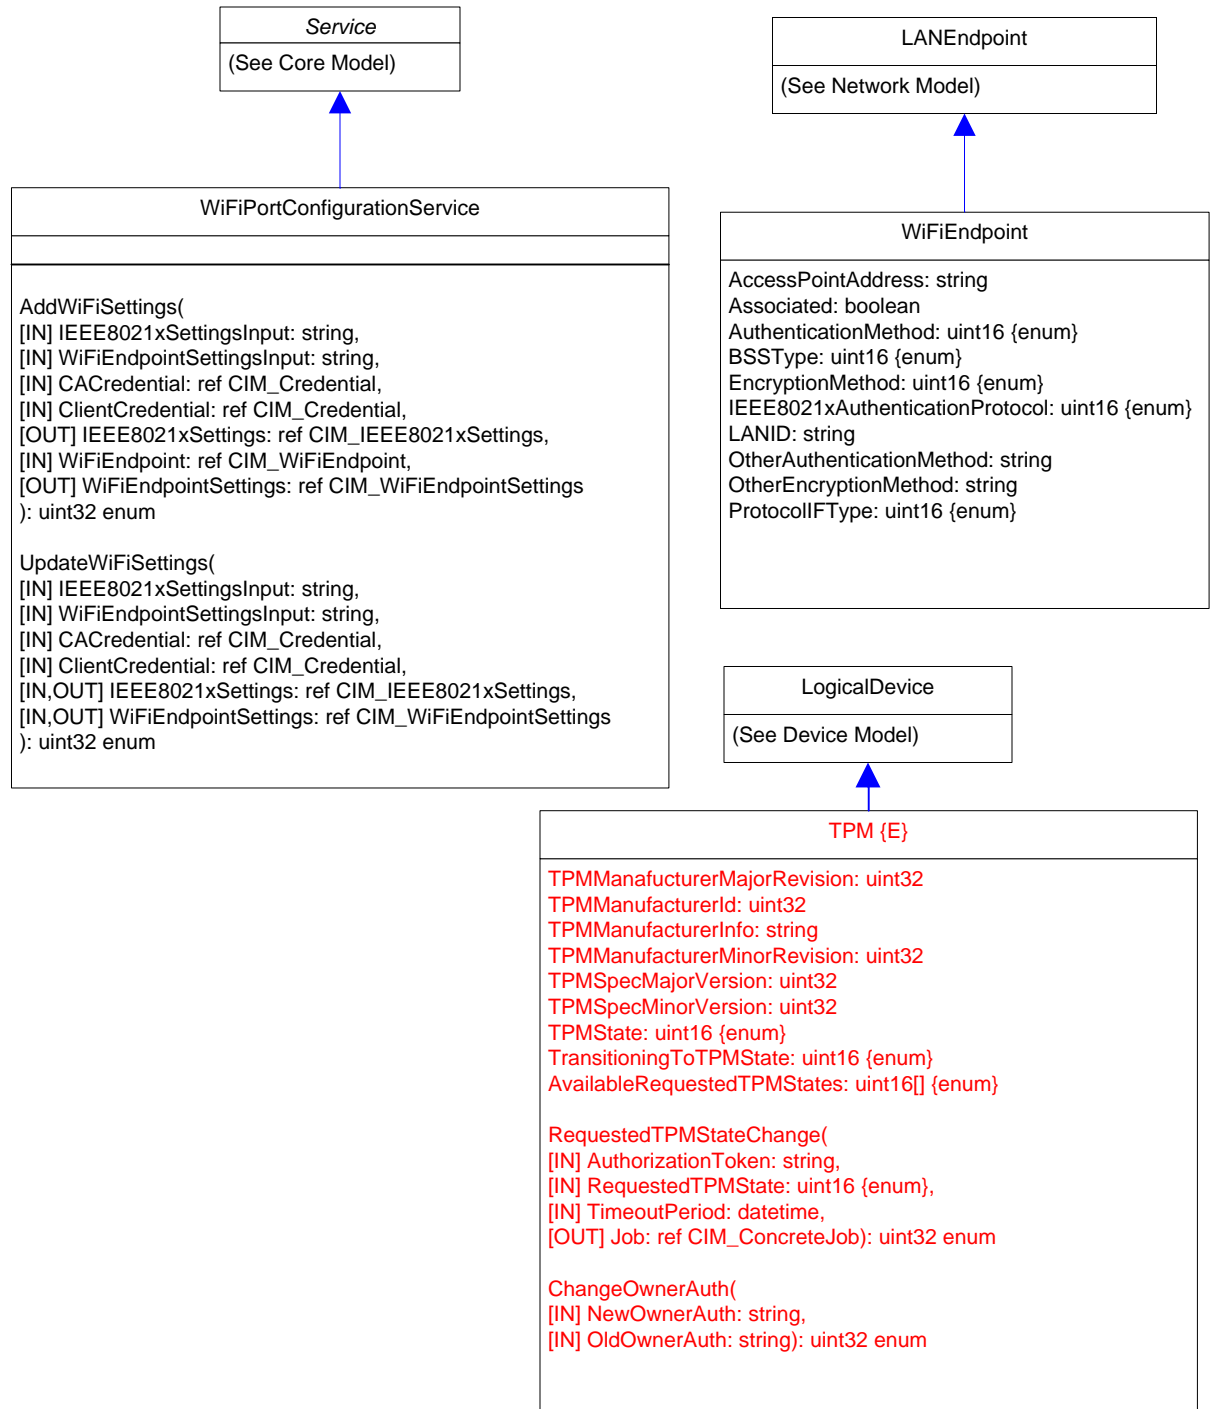 Service
(See Core Model)
LANEndpoint
(See Network Model)
WiFiPortConfigurationService
AddWiFiSettings(
[IN] IEEE8021xSettingsInput: string,
[IN] WiFiEndpointSettingsInput: string,
[IN] CACredential: ref CIM_Credential,
[IN] ClientCredential: ref CIM_Credential,
[OUT] IEEE8021xSettings: ref CIM_IEEE8021xSettings,
[IN] WiFiEndpoint: ref CIM_WiFiEndpoint,
[OUT] WiFiEndpointSettings: ref CIM_WiFiEndpointSettings
): uint32 enum
UpdateWiFiSettings(
[IN] IEEE8021xSettingsInput: string,
[IN] WiFiEndpointSettingsInput: string,
[IN] CACredential: ref CIM_Credential,
[IN] ClientCredential: ref CIM_Credential,
[IN,OUT] IEEE8021xSettings: ref CIM_IEEE8021xSettings,
[IN,OUT] WiFiEndpointSettings: ref CIM_WiFiEndpointSettings
): uint32 enum
WiFiEndpoint
AccessPointAddress: string
Associated: boolean
AuthenticationMethod: uint16 {enum}
BSSType: uint16 {enum}
EncryptionMethod: uint16 {enum}
IEEE8021xAuthenticationProtocol: uint16 {enum}
LANID: string
OtherAuthenticationMethod: string
OtherEncryptionMethod: string
ProtocolIFType: uint16 {enum}
LogicalDevice
(See Device Model)
TPM {E}
TPMManafucturerMajorRevision: uint32
TPMManufacturerId: uint32
TPMManufacturerInfo: string
TPMManufacturerMinorRevision: uint32
TPMSpecMajorVersion: uint32
TPMSpecMinorVersion: uint32
TPMState: uint16 {enum}
TransitioningToTPMState: uint16 {enum}
AvailableRequestedTPMStates: uint16[] {enum}
RequestedTPMStateChange(
[IN] AuthorizationToken: string,
[IN] RequestedTPMState: uint16 {enum},
[IN] TimeoutPeriod: datetime,
[OUT] Job: ref CIM_ConcreteJob): uint32 enum
ChangeOwnerAuth(
[IN] NewOwnerAuth: string,
[IN] OldOwnerAuth: string): uint32 enum